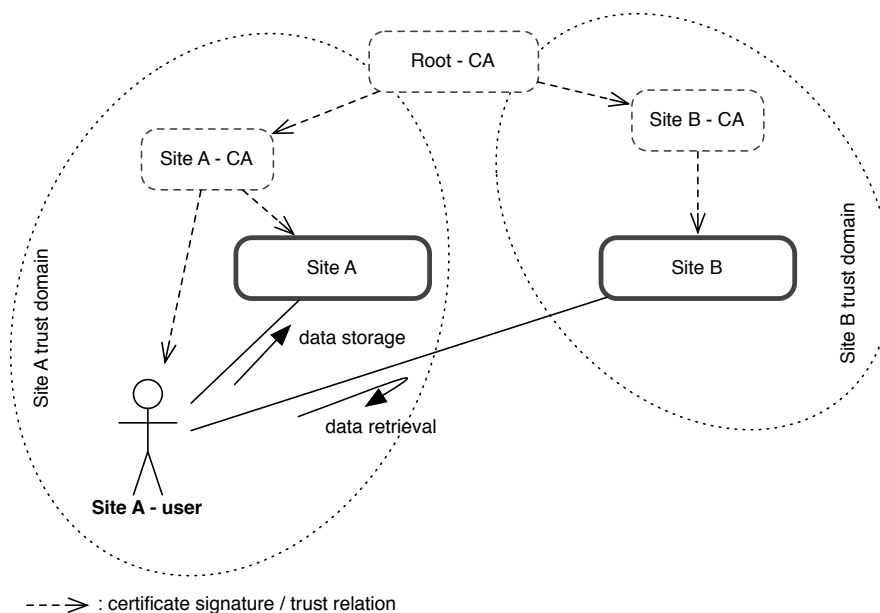 Root - CA
Site B - CA
Site A - CA
Site A
Site B
Site A trust domain
Site B trust domain
data storage
data retrieval
Site A - user
: certificate signature / trust relation